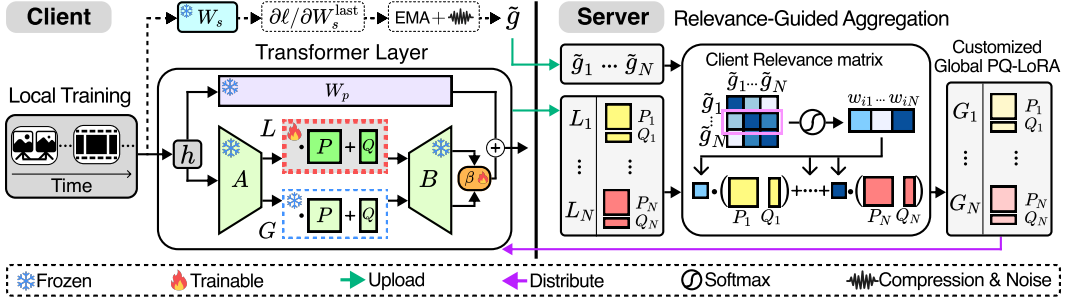 Client
W_s
∂ℓ/∂W_s^last
EMA +
g̃
Server
Relevance-Guided Aggregation
Transformer Layer
Local Training
...
Time
h
W_p
A
L
· P + Q
G
· P + Q
B
β
+
g̃_1 ... g̃_N
L_1
P_1
Q_1
⋮
L_N
P_N
Q_N
Client Relevance matrix
g̃_1 ... g̃_N
g̃_1
⋮
g̃_N
w_i1 ... w_iN
· ( ) + ··· + · ( )
P_1 Q_1
P_N Q_N
Customized
Global PQ-LoRA
G_1
P_1
Q_1
⋮
G_N
P_N
Q_N
Frozen
Trainable
Upload
Distribute
Softmax
Compression & Noise